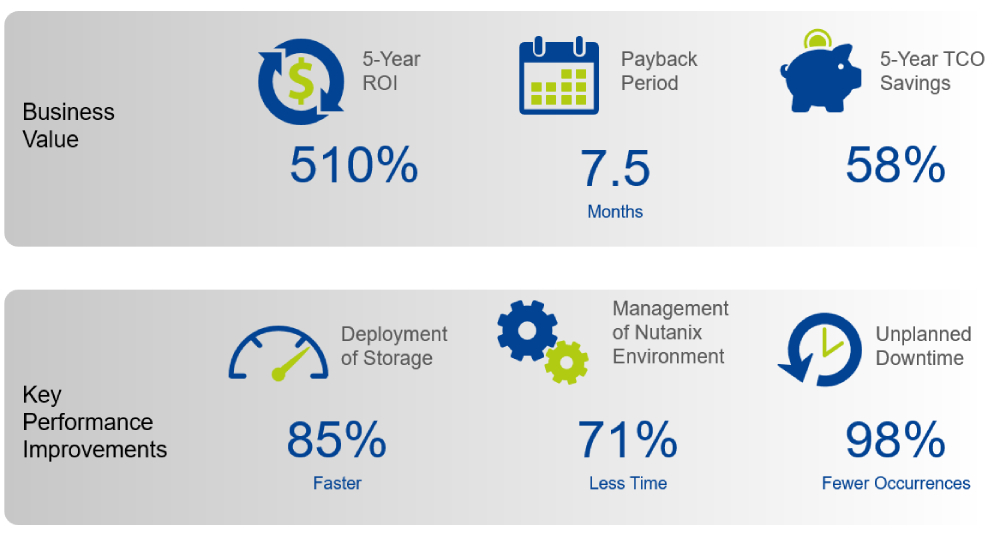 Business
Value
5-Year
ROI
510%
Payback
Period
7.5
Months
5-Year TCO
Savings
58%
Key
Performance
Improvements
Deployment
of Storage
85%
Faster
Management
of Nutanix
Environment
71%
Less Time
Unplanned
Downtime
98%
Fewer Occurrences